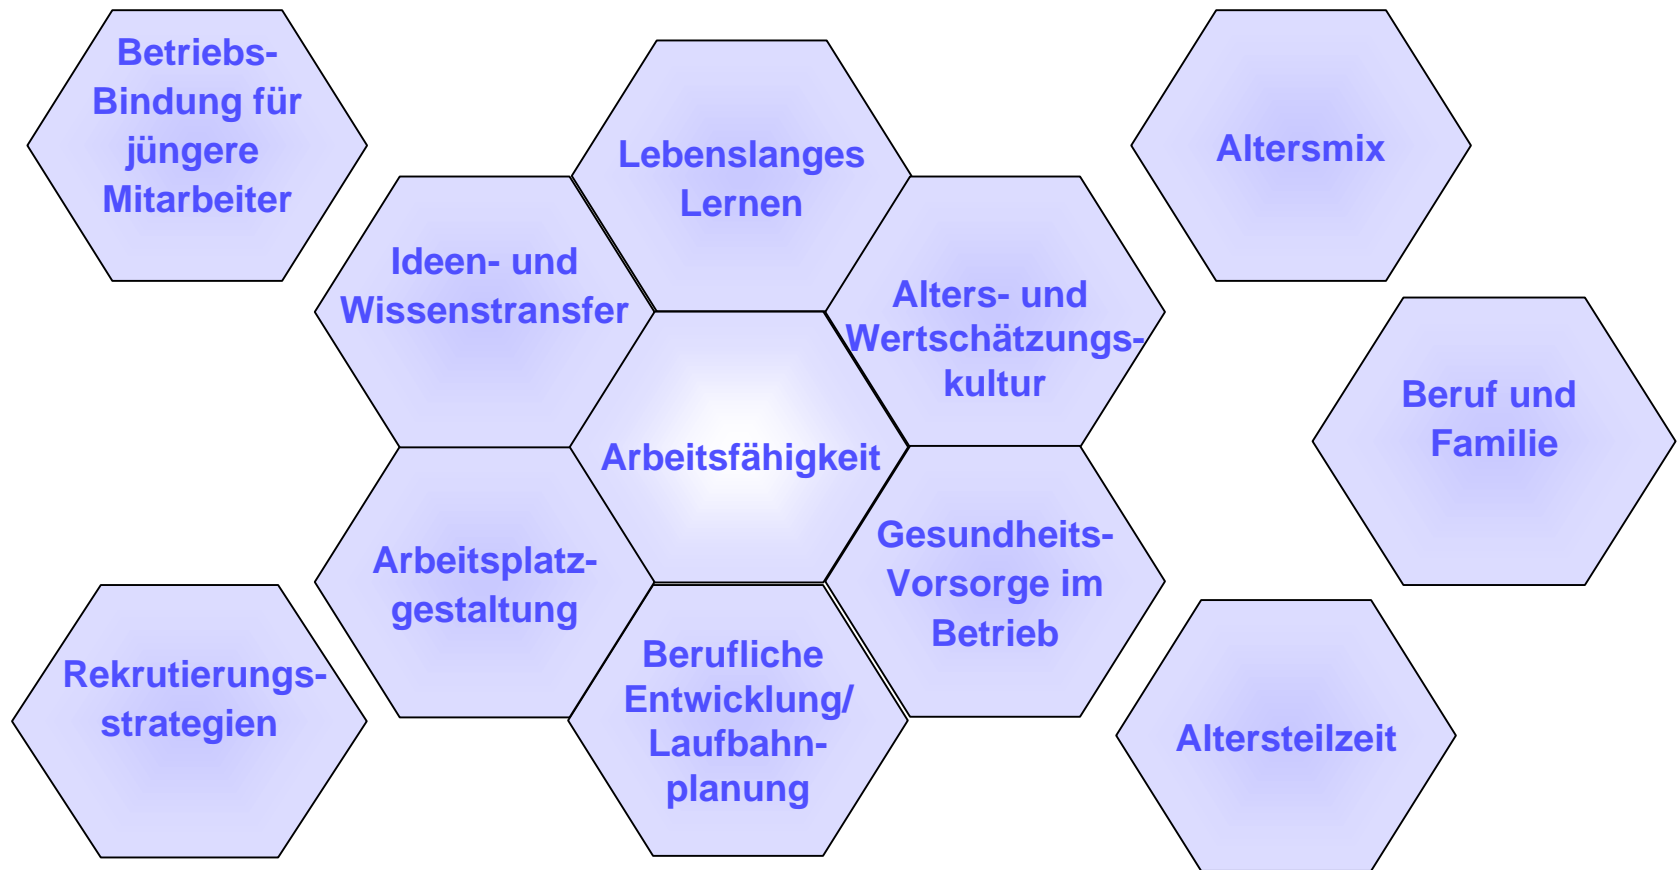 Betriebs-
Bindung für
jüngere
Mitarbeiter
Lebenslanges
Lernen
Altersmix
Ideen- und
Wissenstransfer
Alters- und
Wertschätzungs-
kultur
Beruf und
Familie
Arbeitsfähigkeit
Arbeitsplatz-
gestaltung
Gesundheits-
Vorsorge im
Betrieb
Rekrutierungs-
strategien
Berufliche
Entwicklung/
Laufbahn-
planung
Altersteilzeit